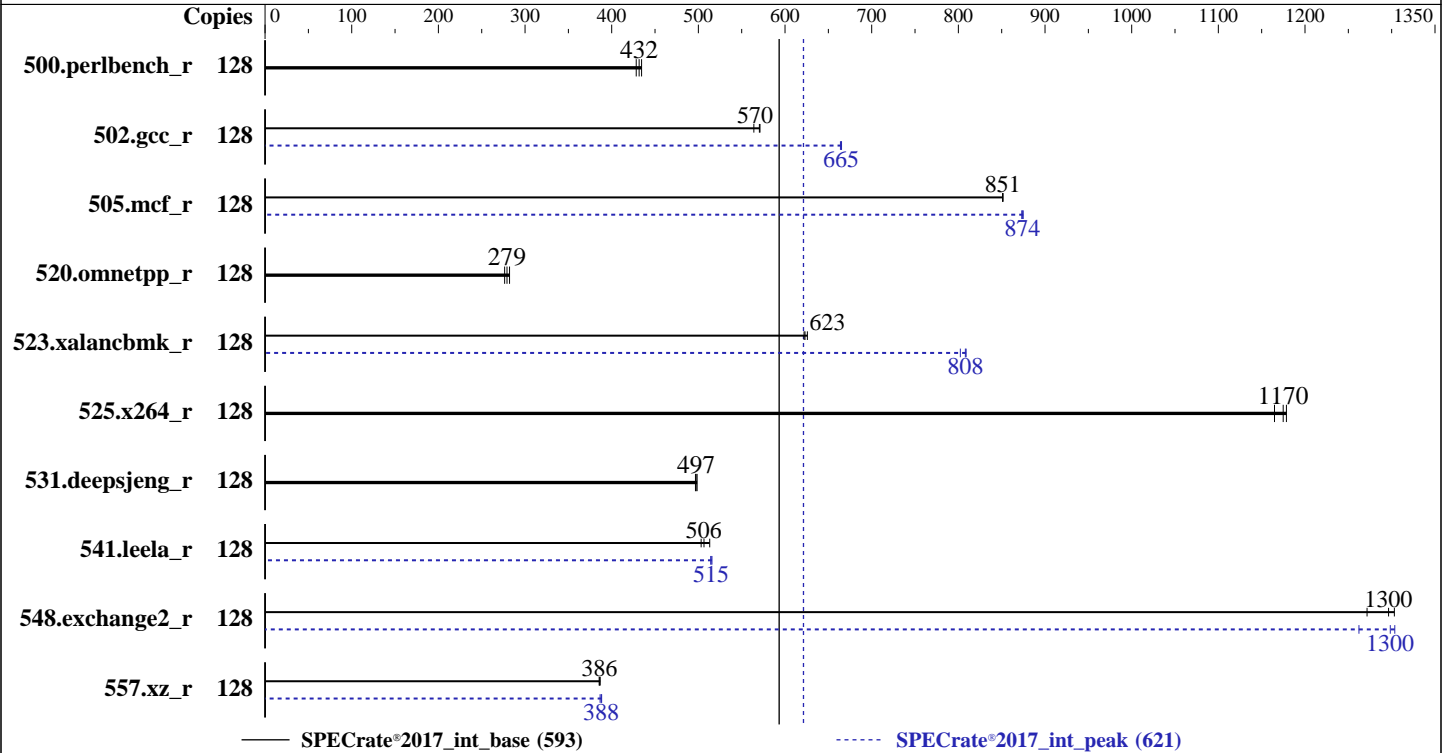 Copies 0 100 200 300 400 500 600 700 800 900 1000 1100 1200 1350
500.perlbench_r 128 432
502.gcc_r 128 570
665
505.mcf_r 128 851
874
520.omnetpp_r 128 279
523.xalancbmk_r 128 623
808
525.x264_r 128 1170
531.deepsjeng_r 128 497
541.leela_r 128 506
515
548.exchange2_r 128 1300
1300
557.xz_r 128 386
388
SPECrate®2017_int_base (593) SPECrate®2017_int_peak (621)